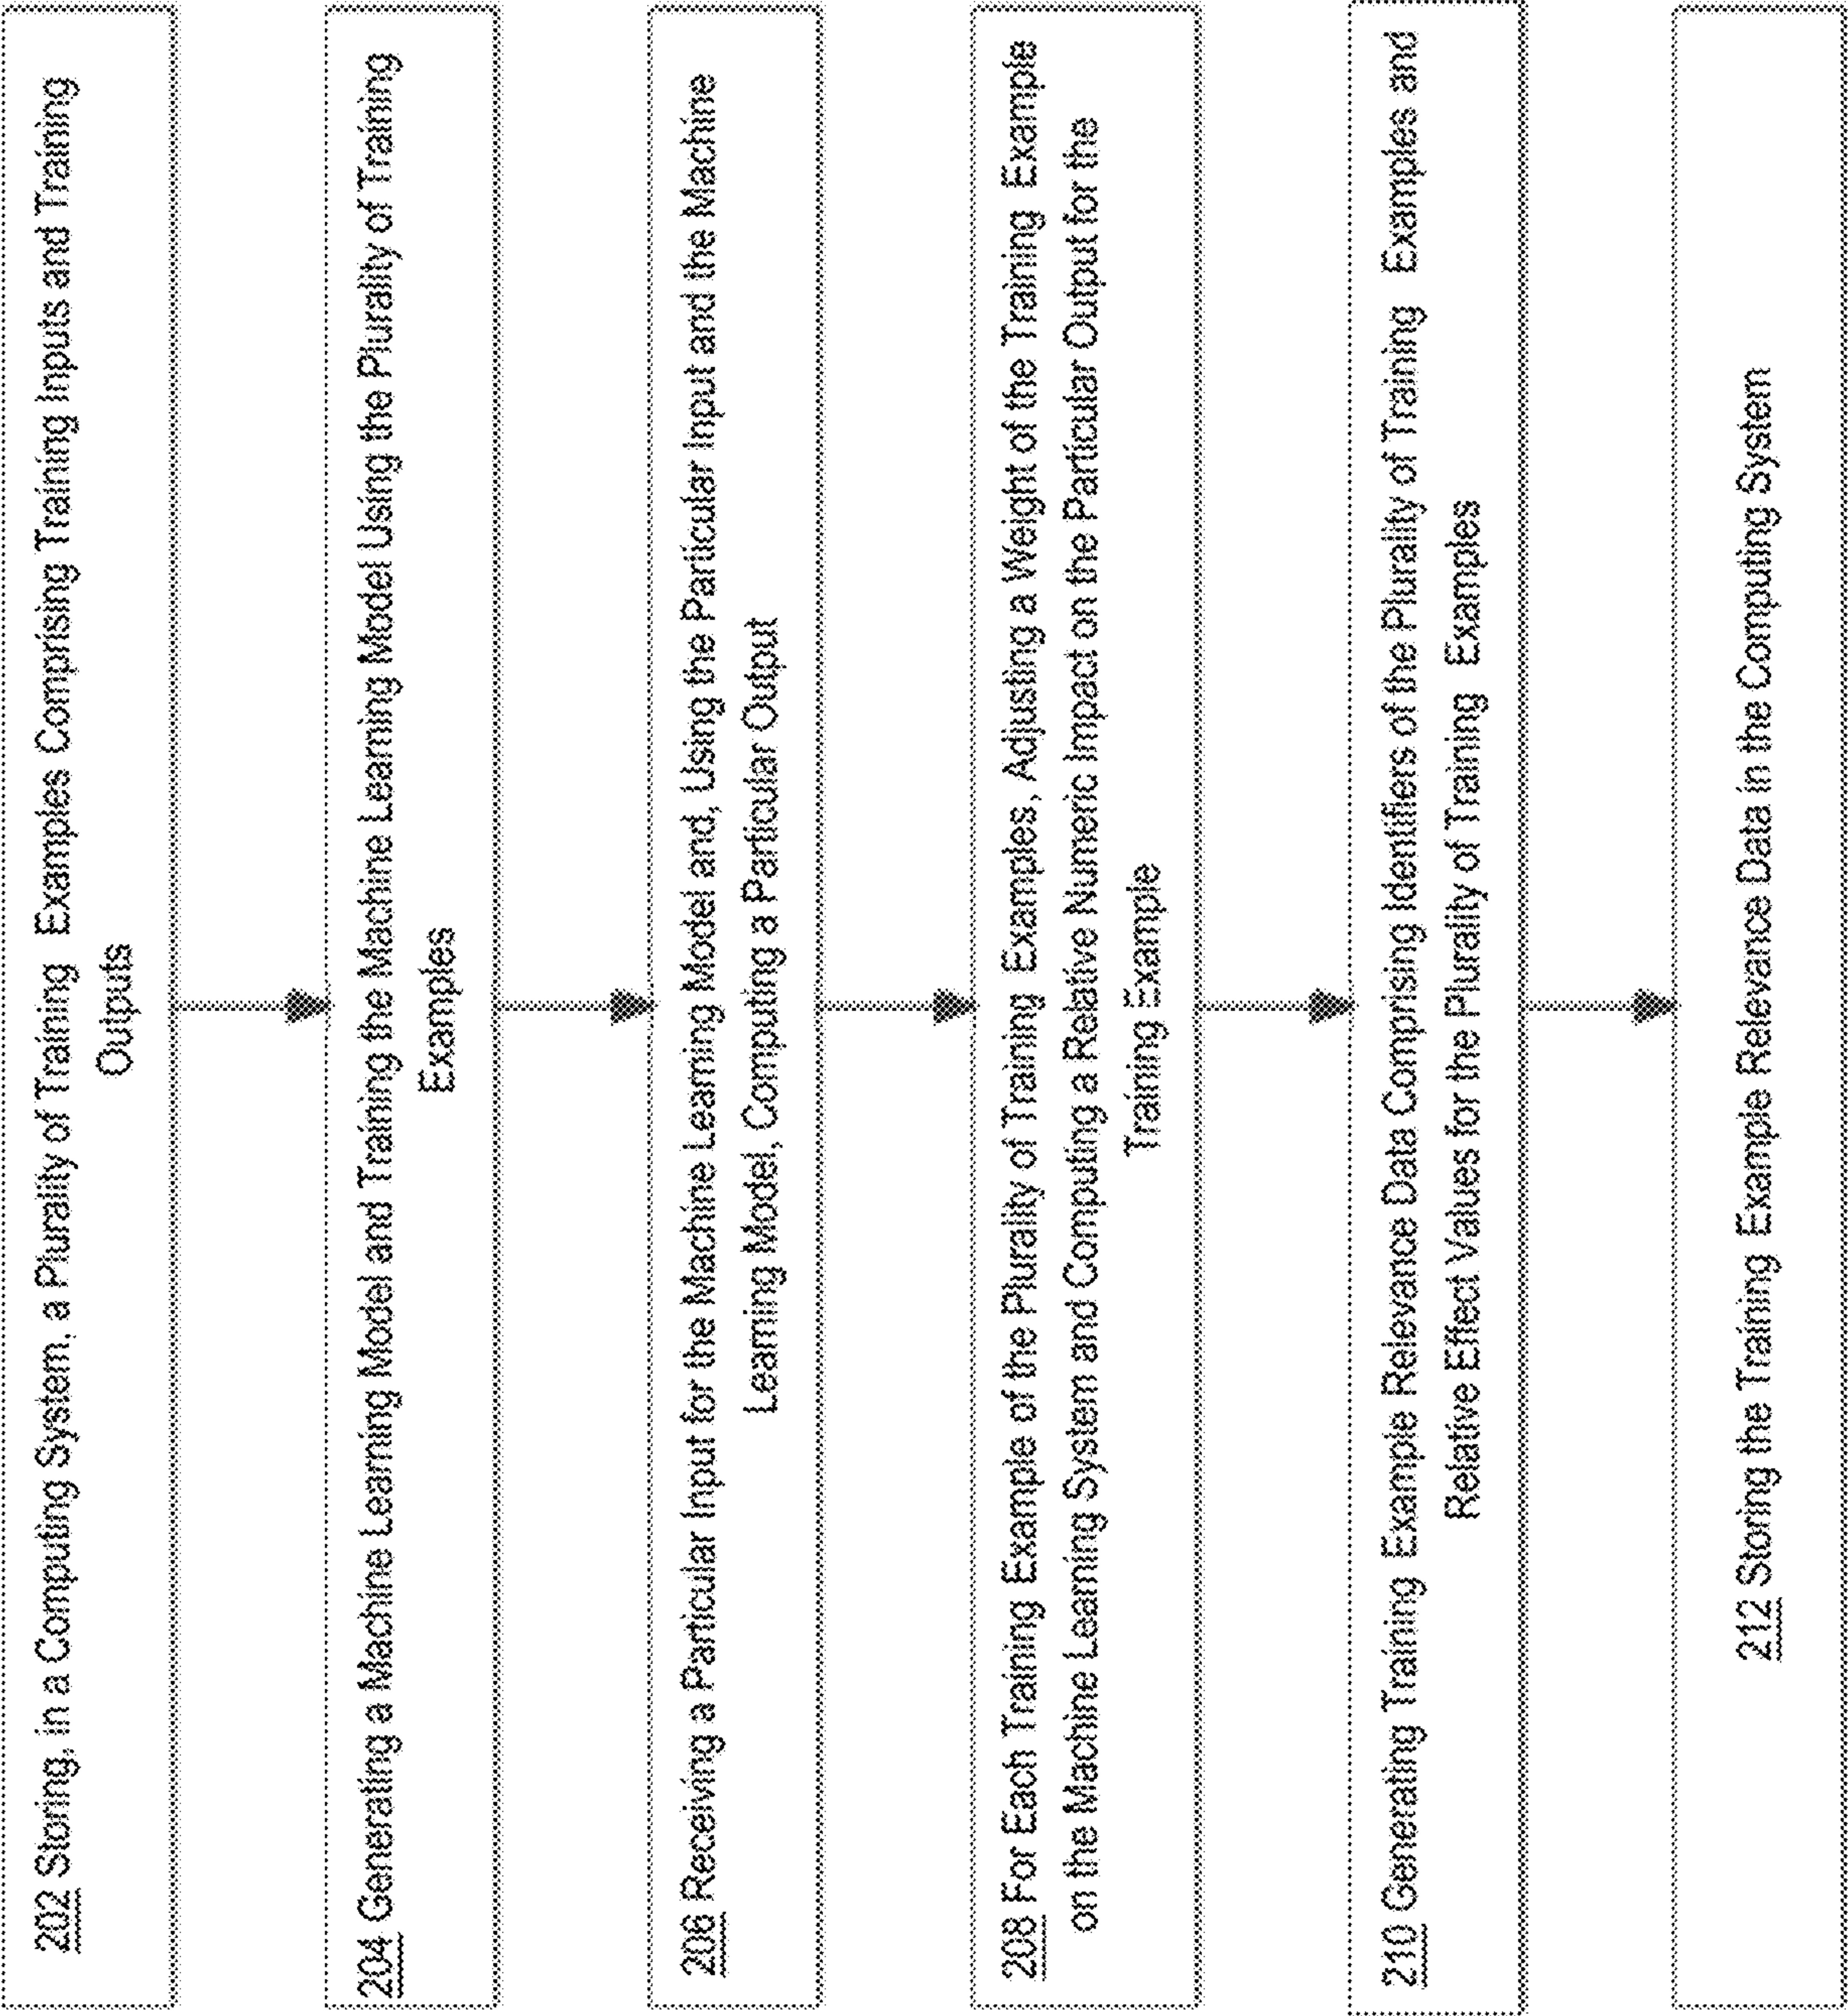 202 Storing, in a Computing System, a Plurality of Training Examples Comprising Training Inputs and Training
Outputs
204 Generating a Machine Learning Model and Training the Machine Learning Model Using the Plurality of Training
Examples
206 Receiving a Particular Input for the Machine Learning Model and, Using the Particular Input and the Machine
Learning Model, Computing a Particular Output
208 For Each Training Example of the Plurality of Training Examples, Adjusting a Weight of the Training Example
on the Machine Learning System and Computing a Relative Numeric Impact on the Particular Output for the
Training Example
210 Generating Training Example Relevance Data Comprising Identifiers of the Plurality of Training Examples and
Relative Effect Values for the Plurality of Training Examples
212 Storing the Training Example Relevance Data in the Computing System